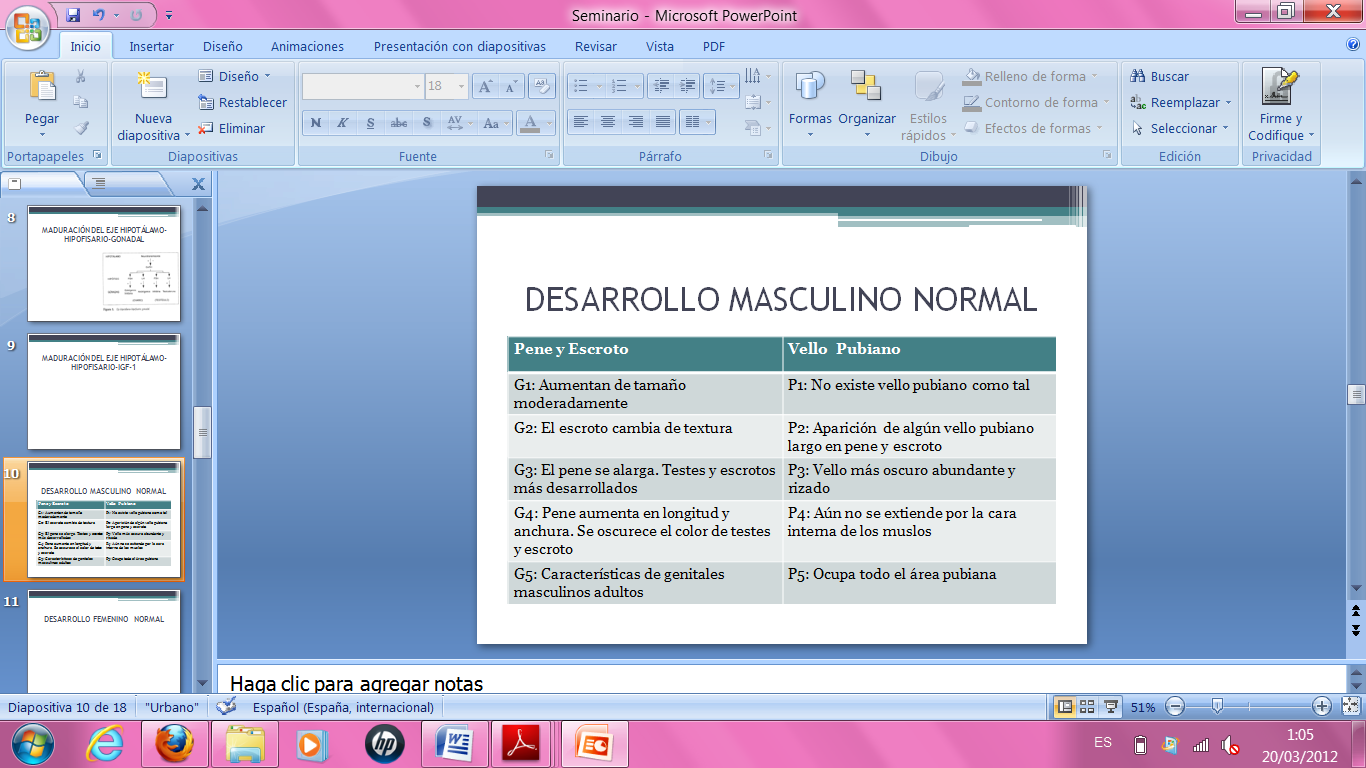 Seminario - Microsoft PowerPoint
Inicio Insertar Diseño Animaciones Presentación con diapositivas Revisar Vista PDF
Pegar
Portapapeles
Nueva
diapositiva
Diseño
Restablecer
Eliminar
Diapositivas
18
N K S abc S AV Aa A
Fuente
Párrafo
Formas
Organizar
Estilos
rápidos
Relleno de forma
Contorno de forma
Efectos de formas
Dibujo
Buscar
Reemplazar
Seleccionar
Edición
Firme y
Codifique
Privacidad
8
MADURACIÓN DEL EJE HIPOTÁLAMO-
HIPOFISARIO-GONADAL
9
MADURACIÓN DEL EJE HIPOTÁLAMO-
HIPOFISARIO-IGF-1
10
DESARROLLO MASCULINO NORMAL
11
DESARROLLO FEMENINO NORMAL
DESARROLLO MASCULINO NORMAL
Pene y Escroto
Vello Pubiano
G1: Aumentan de tamaño
moderadamente
P1: No existe vello pubiano como tal
G2: El escroto cambia de textura
P2: Aparición de algún vello pubiano
largo en pene y escroto
G3: El pene se alarga. Testes y escrotos
más desarrollados
P3: Vello más oscuro abundante y
rizado
G4: Pene aumenta en longitud y
anchura. Se oscurece el color de testes
y escroto
P4: Aún no se extiende por la cara
interna de los muslos
G5: Características de genitales
masculinos adultos
P5: Ocupa todo el área pubiana
Haga clic para agregar notas
Diapositiva 10 de 18 "Urbano" Español (España, internacional) 51%
ES
1:05
20/03/2012